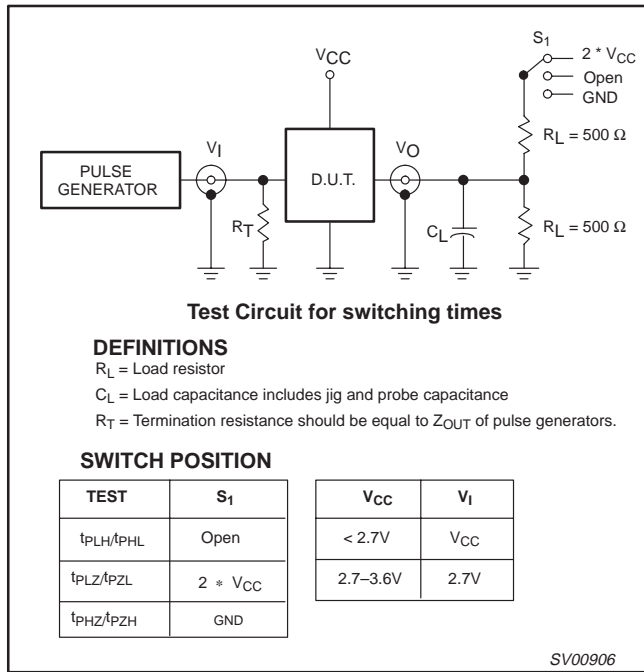 S1
2 * VCC
Open
GND
VCC
RL = 500 Ω
VI
VO
PULSE
GENERATOR
D.U.T.
RT
CL
RL = 500 Ω
Test Circuit for switching times
DEFINITIONS
RL = Load resistor
CL = Load capacitance includes jig and probe capacitance
RT = Termination resistance should be equal to ZOUT of pulse generators.
SWITCH POSITION
TEST S1
tPLH/tPHL Open
tPLZ/tPZL 2 * VCC
tPHZ/tPZH GND
VCC VI
< 2.7V VCC
2.7–3.6V 2.7V
SV00906